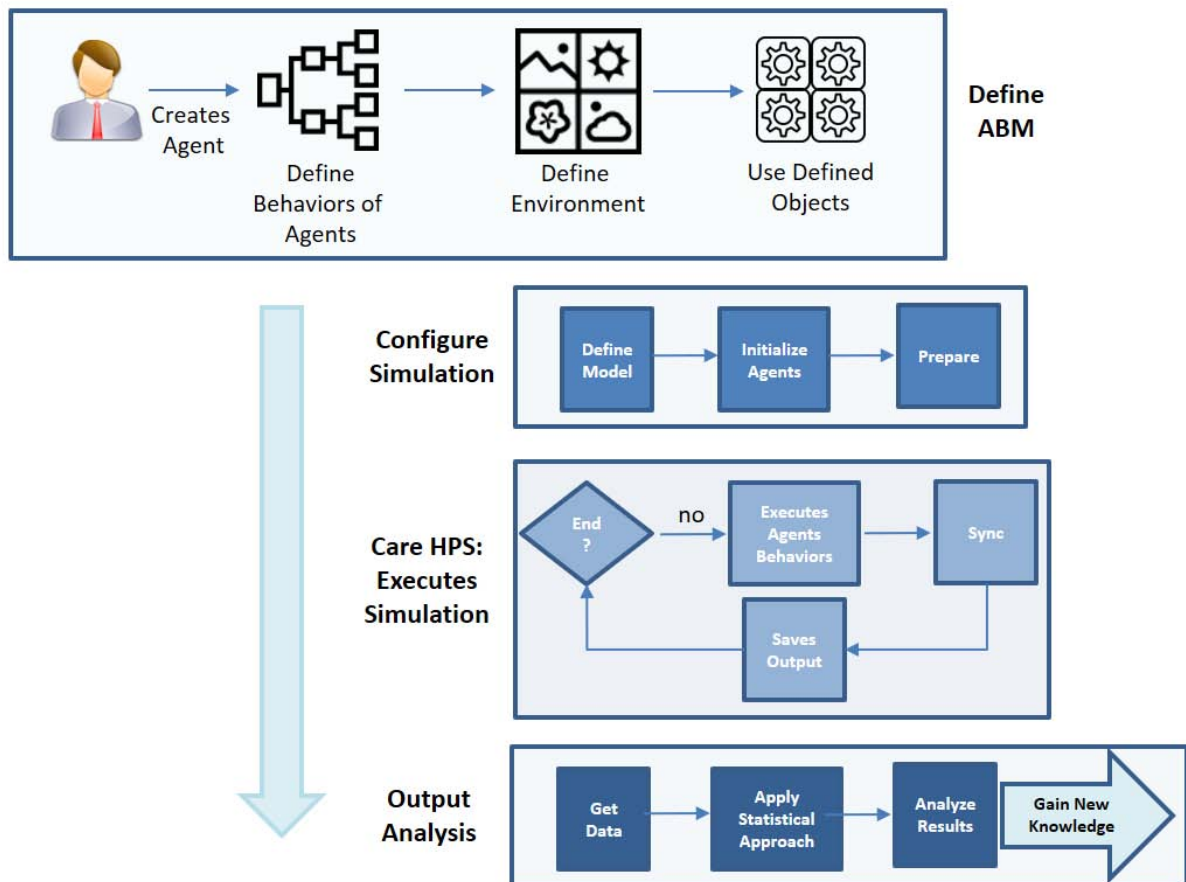 Creates
Agent
Define
Behaviors of
Agents
Define
Environment
Use Defined
Objects
Define
ABM
Configure
Simulation
Define
Model
Initialize
Agents
Prepare
Care HPS:
Executes
Simulation
End
?
no
Executes
Agents
Behaviors
Sync
Saves
Output
Output
Analysis
Get
Data
Apply
Statistical
Approach
Analyze
Results
Gain New
Knowledge